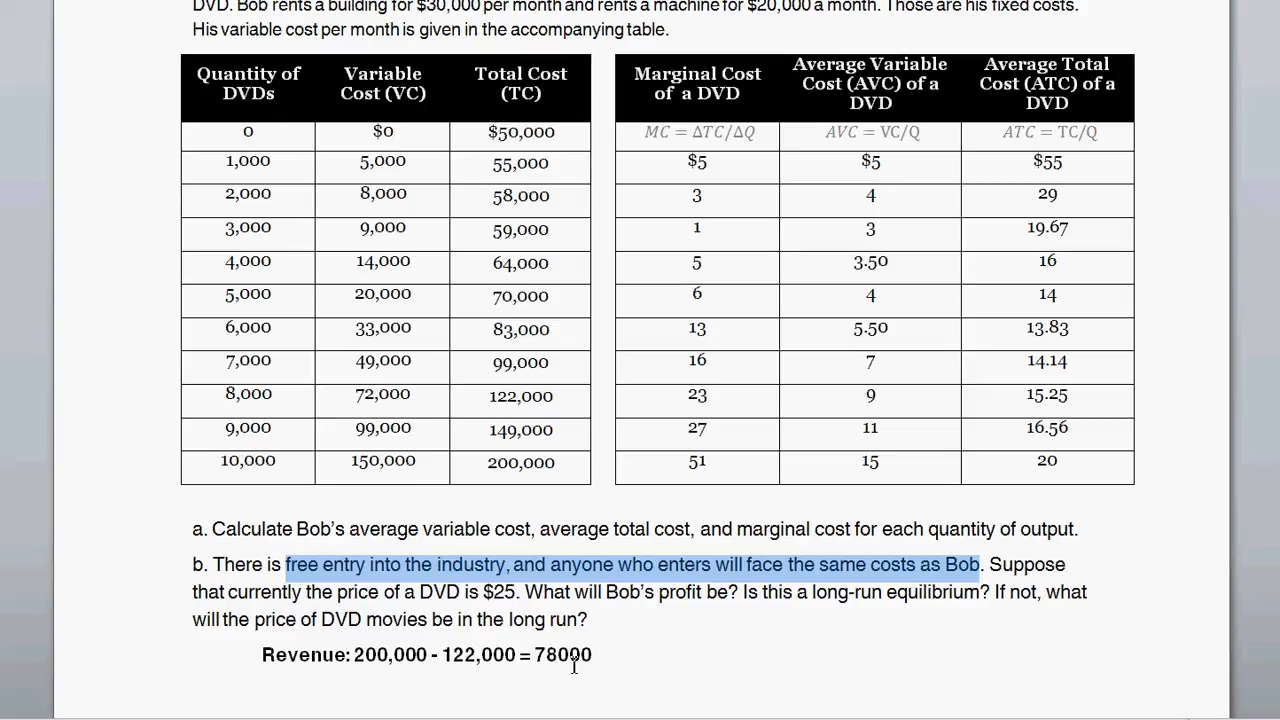 DVD. Bob rents a building for $30,000 per month and rents a machine for $20,000 a month. Those are his fixed costs.
His variable cost per month is given in the accompanying table.
Quantity of DVDs Variable Cost (VC) Total Cost (TC) Marginal Cost of a DVD Average Variable Cost (AVC) of a DVD Average Total Cost (ATC) of a DVD
0 $0 $50,000 MC = ΔTC/ΔQ AVC = VC/Q ATC = TC/Q
1,000 5,000 55,000 $5 $5 $55
2,000 8,000 58,000 3 4 29
3,000 9,000 59,000 1 3 19.67
4,000 14,000 64,000 5 3.50 16
5,000 20,000 70,000 6 4 14
6,000 33,000 83,000 13 5.50 13.83
7,000 49,000 99,000 16 7 14.14
8,000 72,000 122,000 23 9 15.25
9,000 99,000 149,000 27 11 16.56
10,000 150,000 200,000 51 15 20
a. Calculate Bob's average variable cost, average total cost, and marginal cost for each quantity of output.
b. There is free entry into the industry, and anyone who enters will face the same costs as Bob. Suppose
that currently the price of a DVD is $25. What will Bob's profit be? Is this a long-run equilibrium? If not, what
will the price of DVD movies be in the long run?
Revenue: 200,000 - 122,000 = 78000